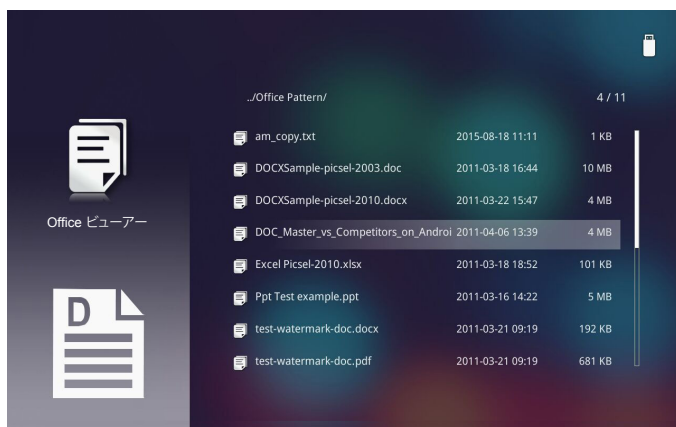 ../Office Pattern/ 4 / 11
am_copy.txt 2015-08-18 11:11 1 KB
DOCXSample-picsel-2003.doc 2011-03-18 16:44 10 MB
DOCXSample-picsel-2010.docx 2011-03-22 15:47 4 MB
Office ビューアー
DOC_Master_vs_Competitors_on_Androi 2011-04-06 13:39 4 MB
Excel Picsel-2010.xlsx 2011-03-18 18:52 101 KB
Ppt Test example.ppt 2011-03-16 14:22 5 MB
D
test-watermark-doc.docx 2011-03-21 09:19 192 KB
test-watermark-doc.pdf 2011-03-21 09:19 681 KB